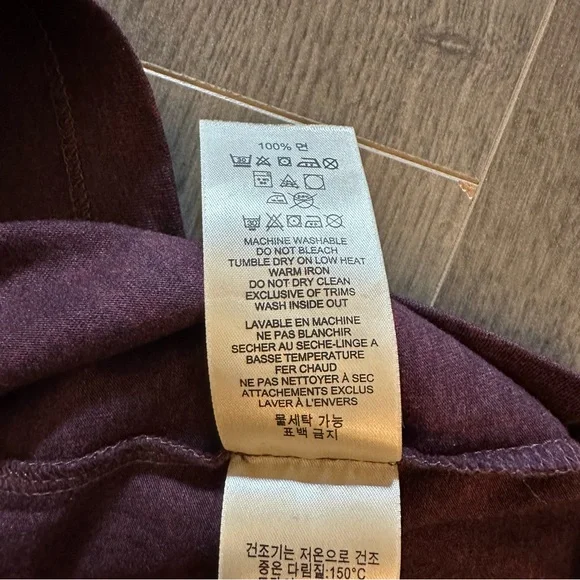 100% 면
MACHINE WASHABLE
DO NOT BLEACH
TUMBLE DRY ON LOW HEAT
WARM IRON
DO NOT DRY CLEAN
EXCLUSIVE OF TRIMS
WASH INSIDE OUT
LAVABLE EN MACHINE
NE PAS BLANCHIR
SECHER AU SECHE-LINGE A
BASSE TEMPERATURE
FER CHAUD
NE PAS NETTOYER À SEC
ATTACHEMENTS EXCLUS
LAVER À L'ENVERS
물세탁 가능
표백 금지
건조기는 저온으로 건조
중온 다림질:150°C